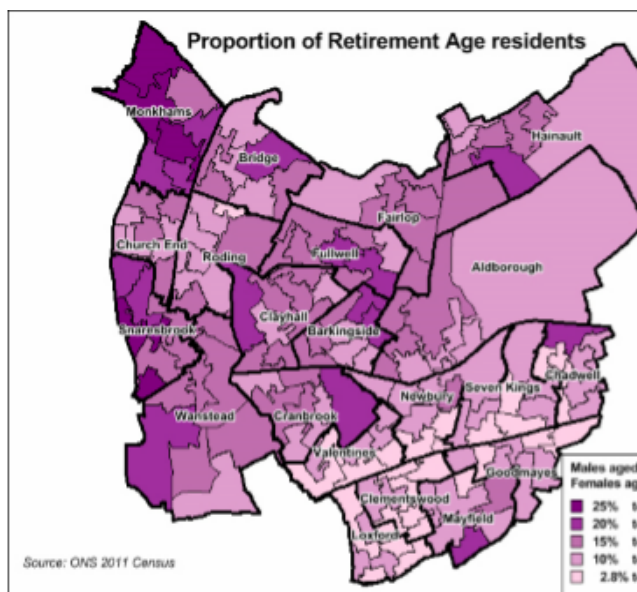 Proportion of Retirement Age residents
Monkhams
Hainault
Bridge
Fairlop
Church End
Roding
Fullwell
Aldborough
Snaresbrook
Clayhall
Barkingside
Chadwell
Newbury
Seven Kings
Wanstead
Cranbrook
Valentines
Goodmayes
Clementswood
Mayfield
Loxford
Males aged
Females ag
25% t
20% t
15% t
10% t
2.8% t
Source: ONS 2011 Census